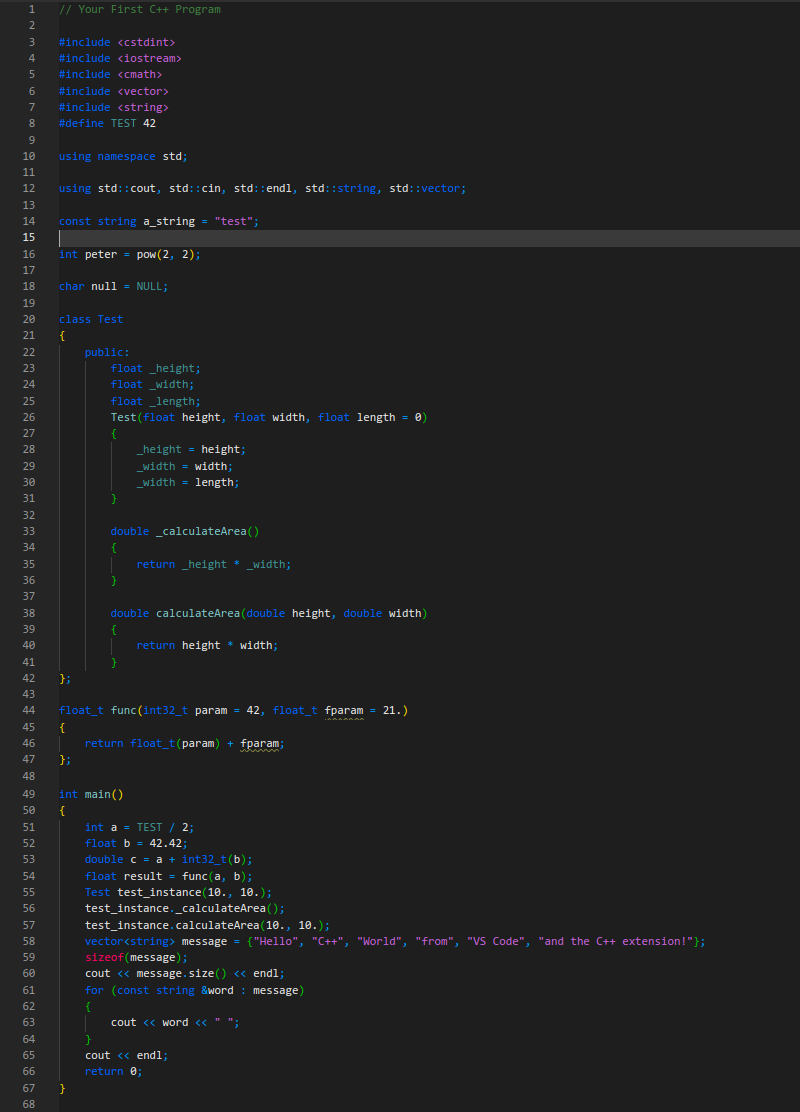 1 // Your First C++ Program
2
3 #include <cstdint>
4 #include <iostream>
5 #include <cmath>
6 #include <vector>
7 #include <string>
8 #define TEST 42
9
10 using namespace std;
11
12 using std::cout, std::cin, std::endl, std::string, std::vector;
13
14 const string a_string = "test";
15
16 int peter = pow(2, 2);
17
18 char null = NULL;
19
20 class Test
21 {
22     public:
23         float _height;
24         float _width;
25         float _length;
26         Test(float height, float width, float length = 0)
27         {
28             _height = height;
29             _width = width;
30             _width = length;
31         }
32
33         double _calculateArea()
34         {
35             return _height * _width;
36         }
37
38         double calculateArea(double height, double width)
39         {
40             return height * width;
41         }
42 };
43
44 float_t func(int32_t param = 42, float_t fparam = 21.)
45 {
46     return float_t(param) + fparam;
47 };
48
49 int main()
50 {
51     int a = TEST / 2;
52     float b = 42.42;
53     double c = a + int32_t(b);
54     float result = func(a, b);
55     Test test_instance(10., 10.);
56     test_instance._calculateArea();
57     test_instance.calculateArea(10., 10.);
58     vector<string> message = {"Hello", "C++", "World", "from", "VS Code", "and the C++ extension!"};
59     sizeof(message);
60     cout << message.size() << endl;
61     for (const string &word : message)
62     {
63         cout << word << " ";
64     }
65     cout << endl;
66     return 0;
67 }
68